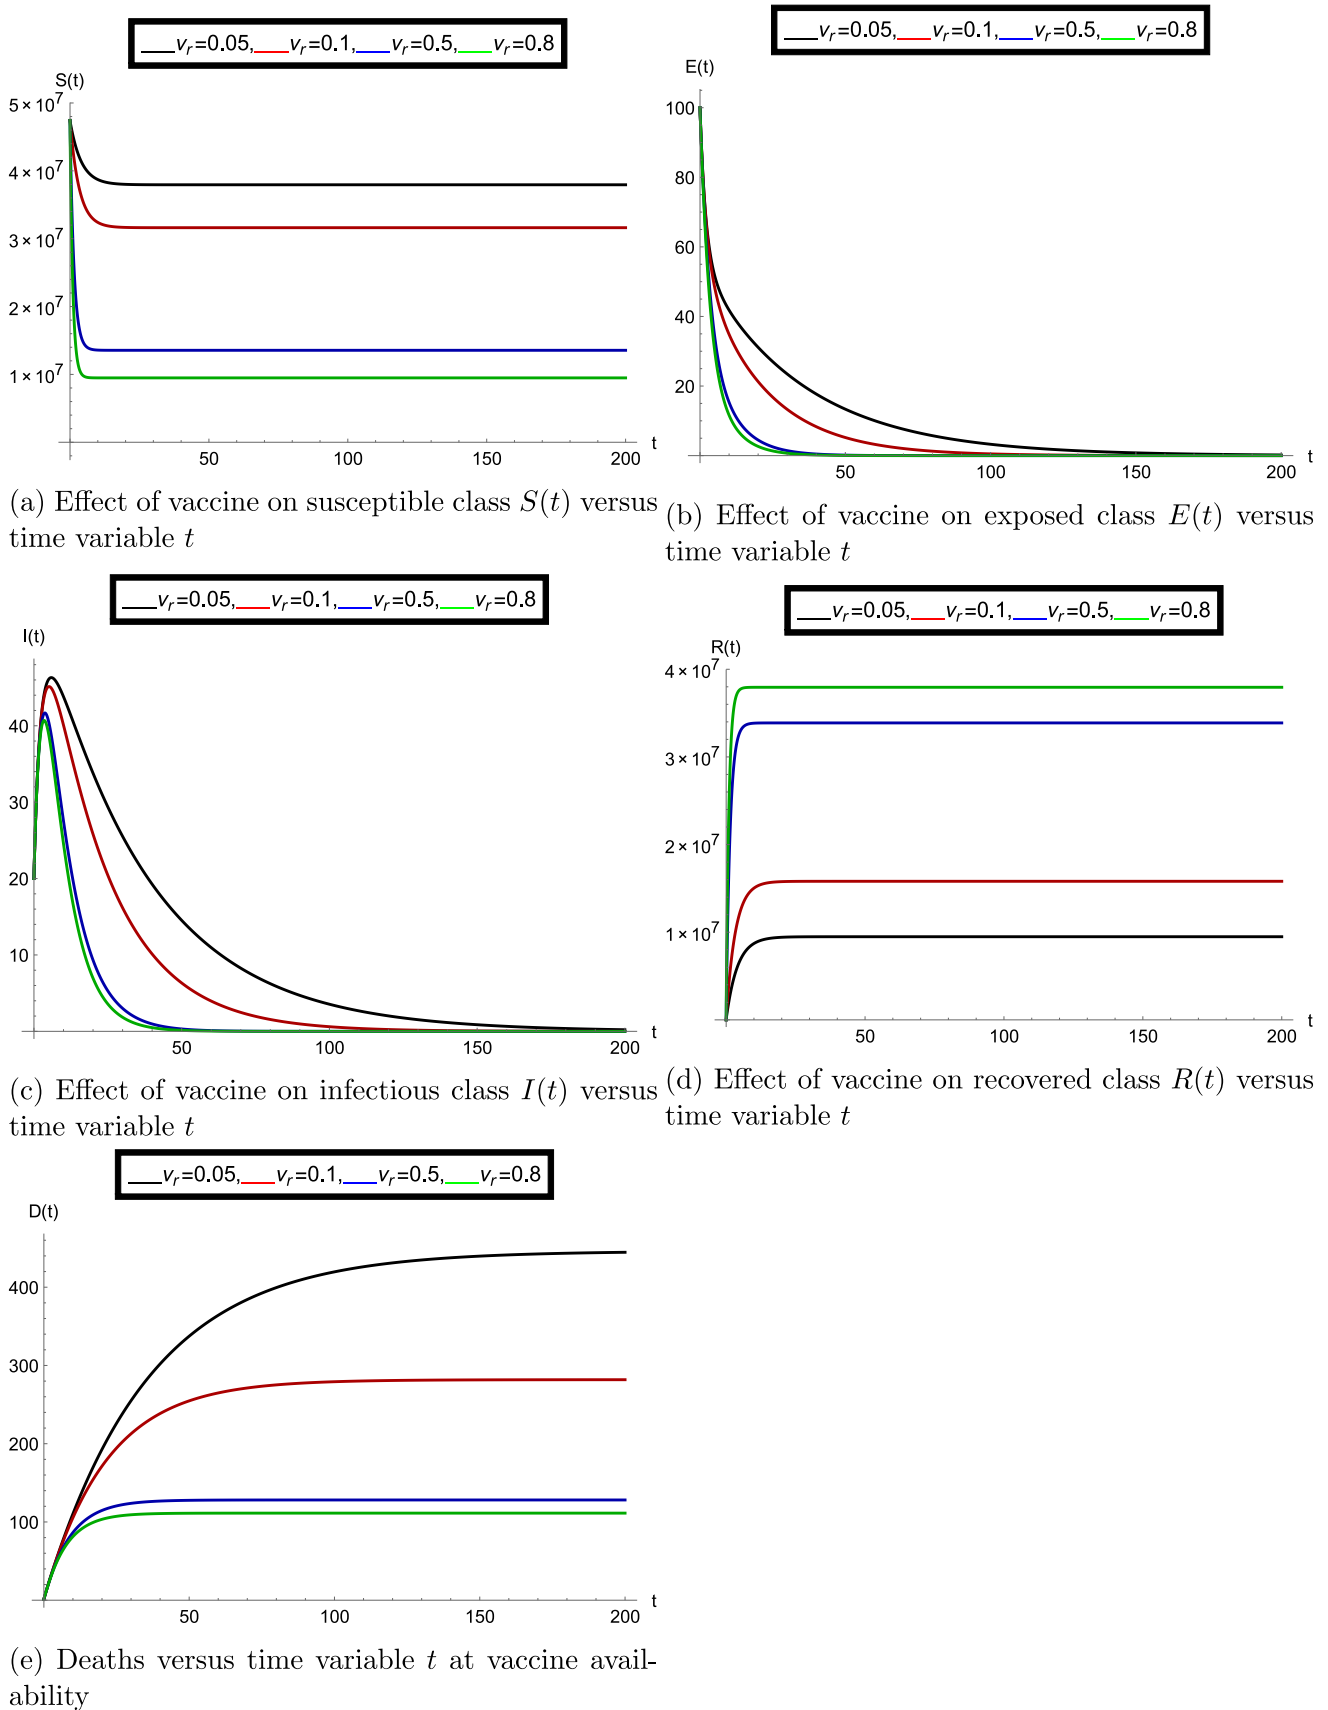 v_r=0.05, v_r=0.1, v_r=0.5, v_r=0.8
S(t)
5×10^7
4×10^7
3×10^7
2×10^7
1×10^7
50 100 150 200 t
(a) Effect of vaccine on susceptible class S(t) versus
time variable t
v_r=0.05, v_r=0.1, v_r=0.5, v_r=0.8
E(t)
100
80
60
40
20
50 100 150 200 t
(b) Effect of vaccine on exposed class E(t) versus
time variable t
v_r=0.05, v_r=0.1, v_r=0.5, v_r=0.8
I(t)
40
30
20
10
50 100 150 200 t
(c) Effect of vaccine on infectious class I(t) versus
time variable t
v_r=0.05, v_r=0.1, v_r=0.5, v_r=0.8
R(t)
4×10^7
3×10^7
2×10^7
1×10^7
50 100 150 200 t
(d) Effect of vaccine on recovered class R(t) versus
time variable t
v_r=0.05, v_r=0.1, v_r=0.5, v_r=0.8
D(t)
400
300
200
100
50 100 150 200 t
(e) Deaths versus time variable t at vaccine avail-
ability